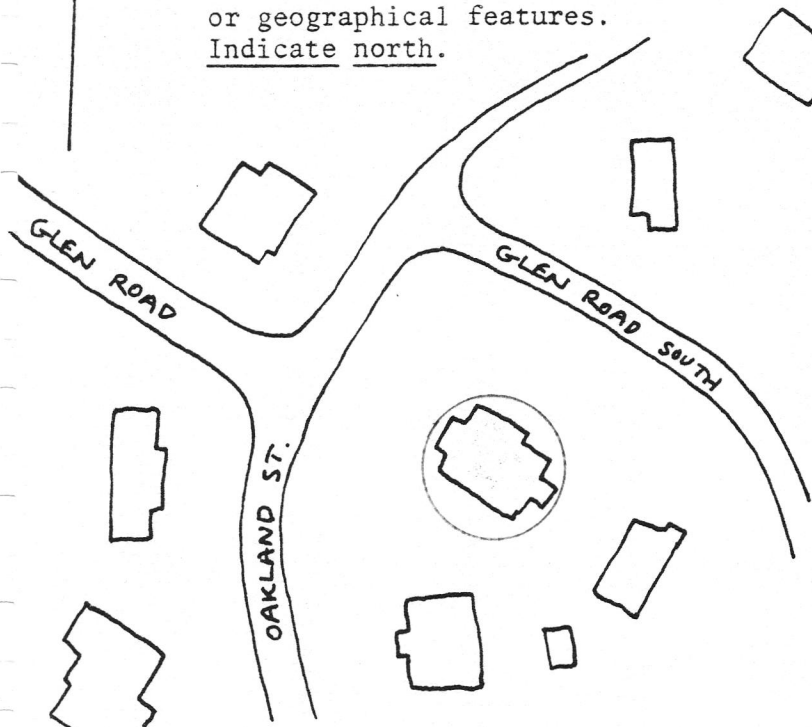 or geographical features.
Indicate north.
GLEN ROAD
GLEN ROAD SOUTH
OAKLAND ST.